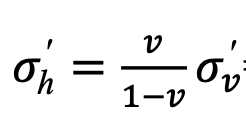 σ′ₕ = v/(1−v) σ′ᵥ=